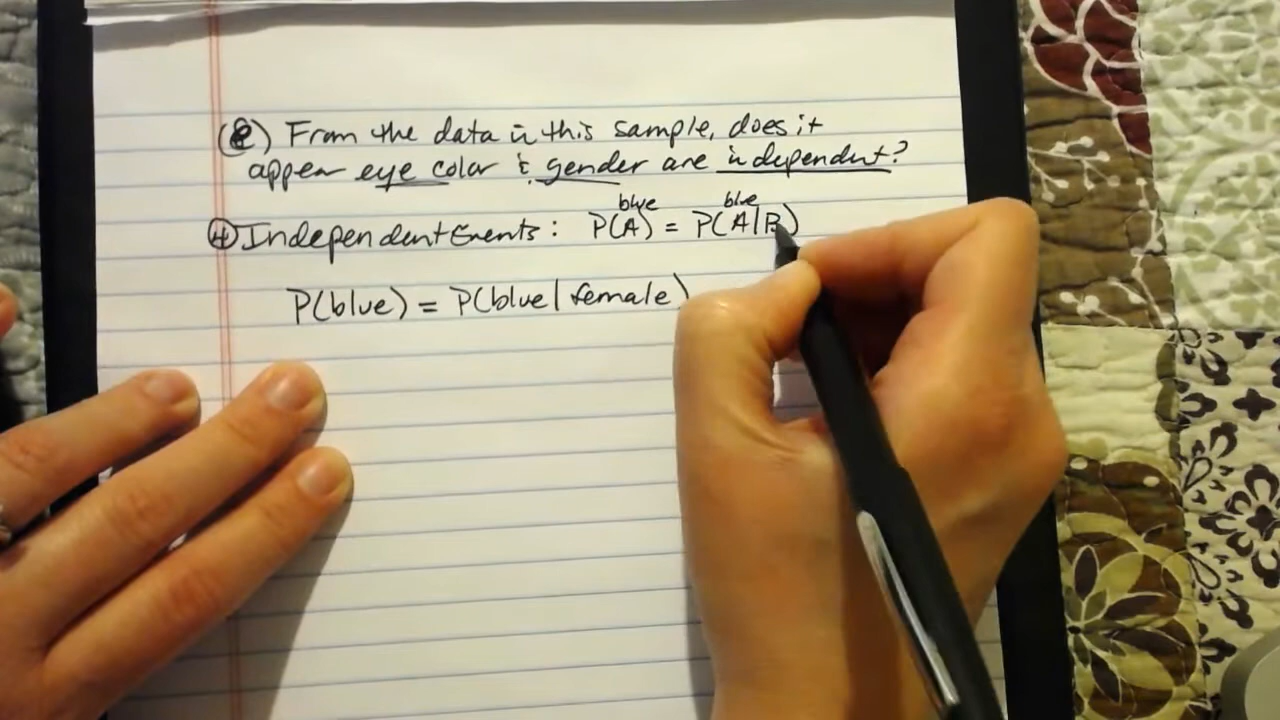 (e) From the data in this sample, does it
appear eye color & gender are independent?
blue blue
④ Independent Events: P(A) = P(A|B)
P(blue) = P(blue|female)